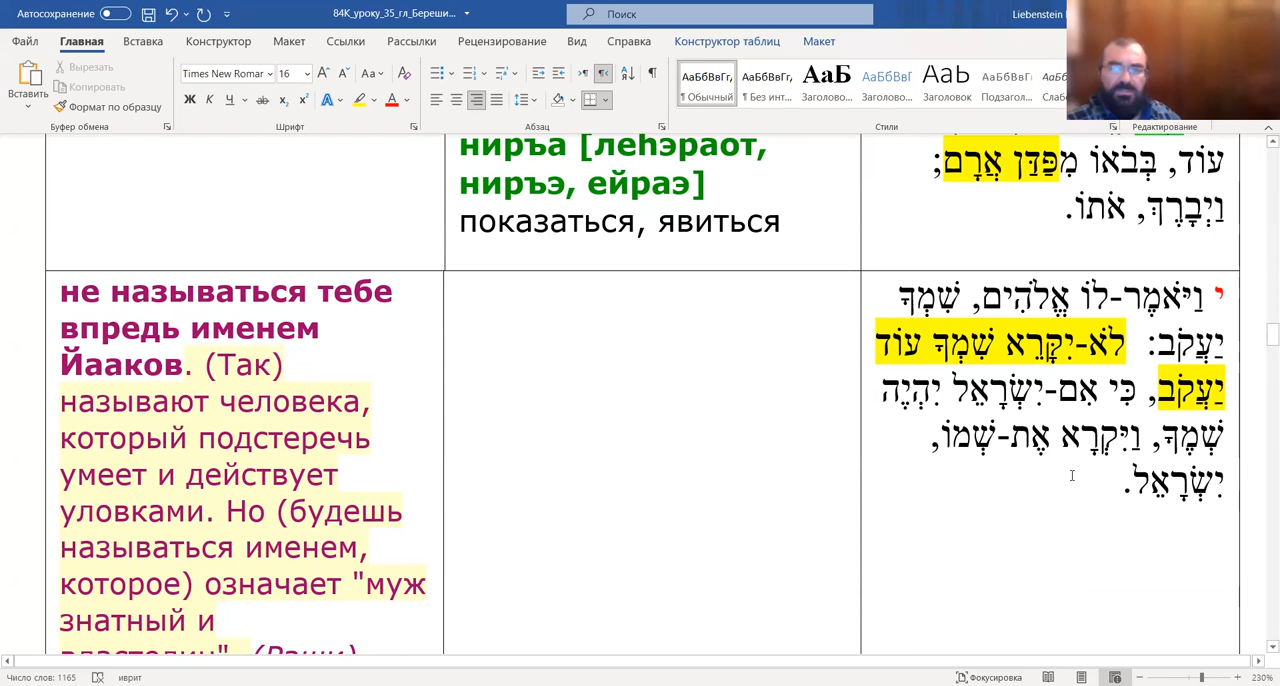 Автосохранение
84K_уроку_35_гл_Береши...
Поиск
Liebenstein
Файл
Главная
Вставка
Конструктор
Макет
Ссылки
Рассылки
Рецензирование
Вид
Справка
Конструктор таблиц
Макет
Вставить
Вырезать
Копировать
Формат по образцу
Буфер обмена
Times New Romar
16
Шрифт
Абзац
АаБбВвГг,
¶ Обычный
АаБбВвГг,
¶ Без инт...
АаБ
Заголово...
АаБбВвГ
Заголово...
АаБ
Заголовок
АаБбВвГ
Подзагол...
Стили
Редактирование
ниръа [леhэраот,
ниръэ, ейраэ]
показаться, явиться
עוֹד, בְּבֹאוֹ מִפַּדַּן אֲרָם;
וַיְבָרֶךְ, אֹתוֹ.
не называться тебе
впредь именем
Йааков. (Так)
называют человека,
который подстеречь
умеет и действует
уловками. Но (будешь
называться именем,
которое) означает "муж
знатный и
י וַיֹּאמֶר-לוֹ אֱלֹהִים, שִׁמְךָ
יַעֲקֹב: לֹא-יִקָּרֵא שִׁמְךָ עוֹד
יַעֲקֹב, כִּי אִם-יִשְׂרָאֵל יִהְיֶה
שְׁמֶךָ, וַיִּקְרָא אֶת-שְׁמוֹ,
יִשְׂרָאֵל.
Число слов: 1165
иврит
Фокусировка
230%